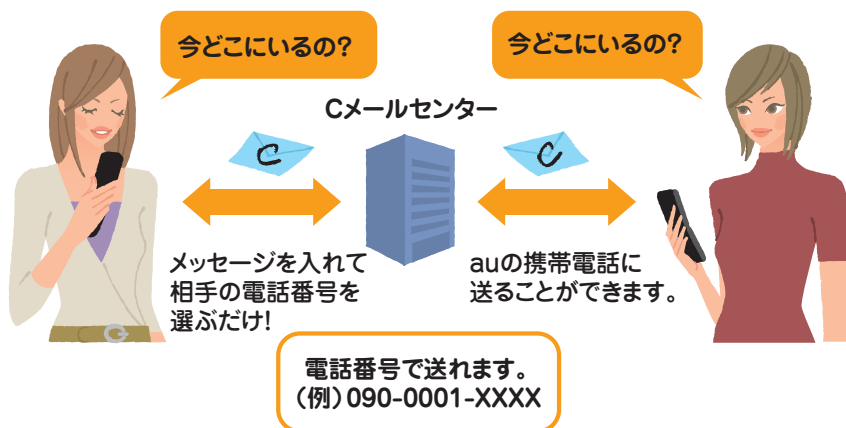 今どこにいるの?
今どこにいるの?
Cメールセンター
C
C
メッセージを入れて
相手の電話番号を
選ぶだけ!
auの携帯電話に
送ることができます。
電話番号で送れます。
(例)090-0001-XXXX